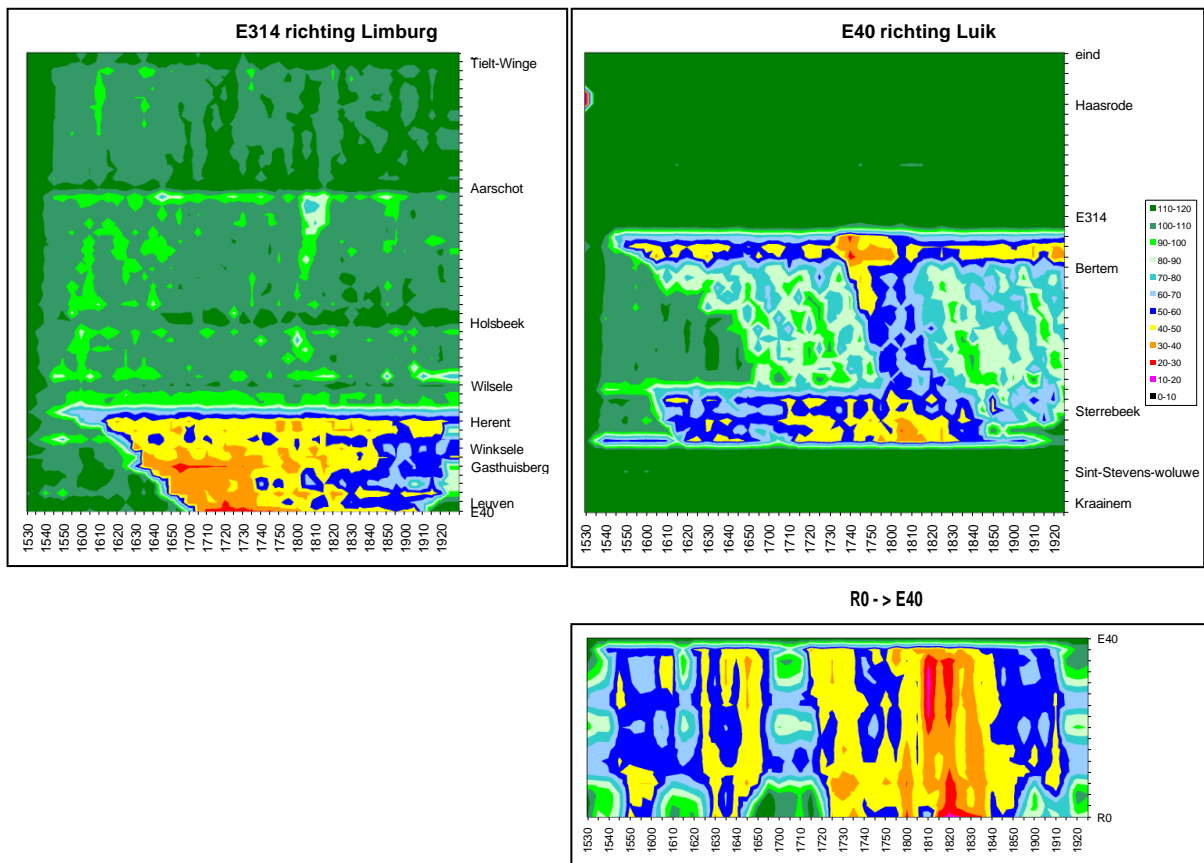 E314 richting Limburg
Tielt-Winge
Aarschot
Holsbeek
Wilsele
Herent
Winksele
Gasthuisberg
Leuven
E40
1530 1540 1550 1600 1610 1620 1630 1640 1650 1700 1710 1720 1730 1740 1750 1800 1810 1820 1830 1840 1850 1900 1910 1920
E40 richting Luik
eind
Haasrode
E314
Bertem
Sterrebeek
Sint-Stevens-woluwe
Kraainem
1530 1540 1550 1600 1610 1620 1630 1640 1650 1700 1710 1720 1730 1740 1750 1800 1810 1820 1830 1840 1850 1900 1910 1920
110-120
100-110
90-100
80-90
70-80
60-70
50-60
40-50
30-40
20-30
10-20
0-10
R0 - > E40
E40
R0
1530 1540 1550 1600 1610 1620 1630 1640 1650 1700 1710 1720 1730 1740 1750 1800 1810 1820 1830 1840 1850 1900 1910 1920